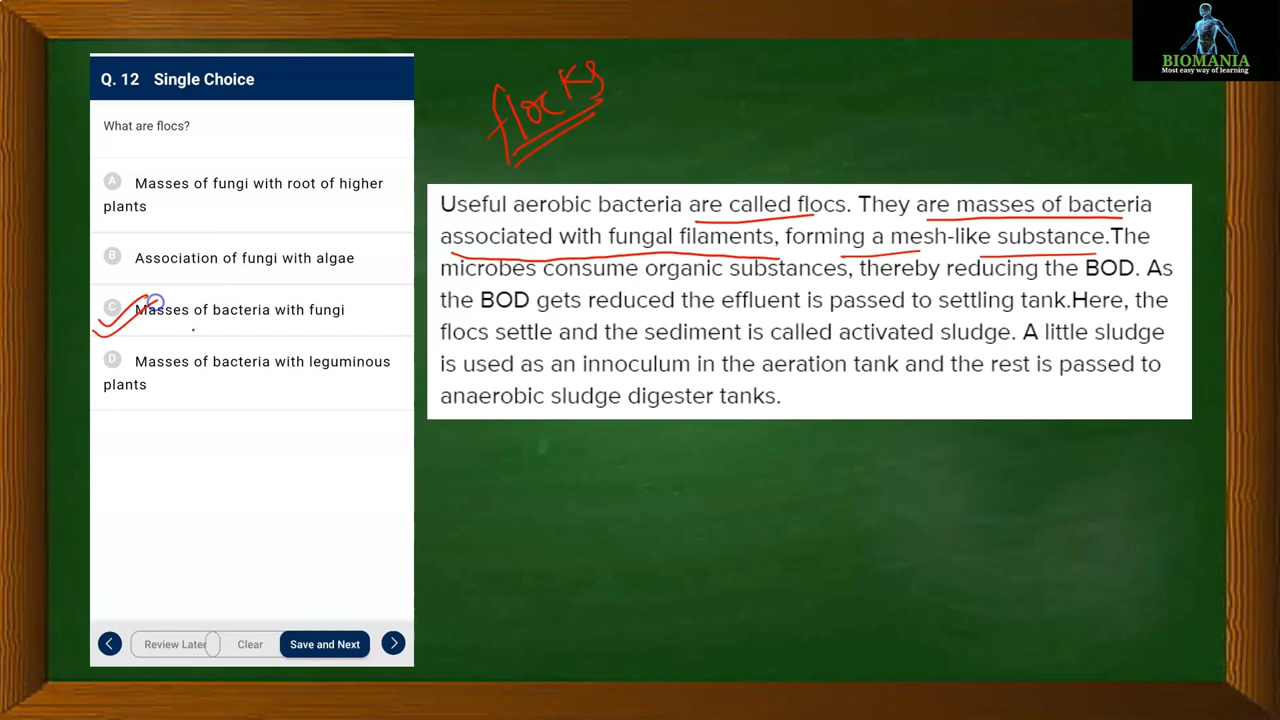 BIOMANIA
Most easy way of learning
Q. 12 Single Choice
What are flocs?
A Masses of fungi with root of higher
plants
B Association of fungi with algae
C Masses of bacteria with fungi
D Masses of bacteria with leguminous
plants
Review Later Clear Save and Next
flocks
Useful aerobic bacteria are called flocs. They are masses of bacteria
associated with fungal filaments, forming a mesh-like substance.The
microbes consume organic substances, thereby reducing the BOD. As
the BOD gets reduced the effluent is passed to settling tank.Here, the
flocs settle and the sediment is called activated sludge. A little sludge
is used as an innoculum in the aeration tank and the rest is passed to
anaerobic sludge digester tanks.